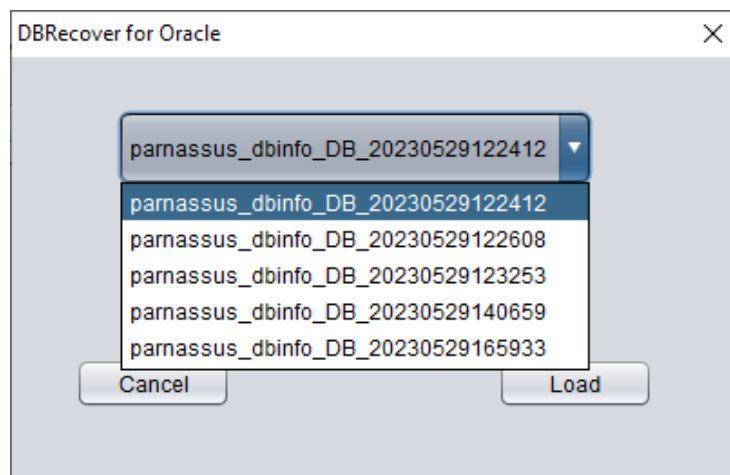 DBRecover for Oracle
parnassus_dbinfo_DB_20230529122412
parnassus_dbinfo_DB_20230529122412
parnassus_dbinfo_DB_20230529122608
parnassus_dbinfo_DB_20230529123253
parnassus_dbinfo_DB_20230529140659
parnassus_dbinfo_DB_20230529165933
Cancel Load